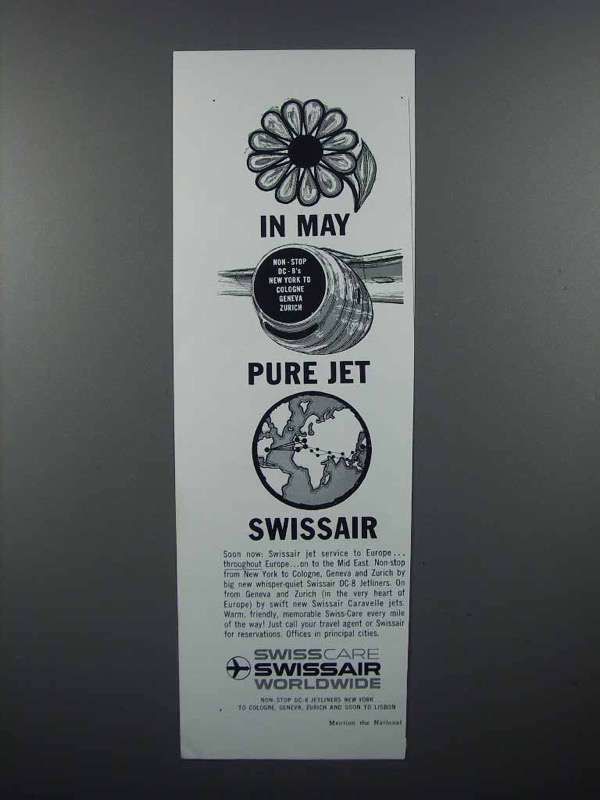 IN MAY
NON-STOP
DC-8's
NEW YORK TO
COLOGNE
GENEVA
ZURICH
PURE JET
SWISSAIR
Soon now: Swissair jet service to Europe...
throughout Europe...on to the Mid East. Non-stop
from New York to Cologne, Geneva and Zurich by
big new whisper-quiet Swissair DC-8 Jetliners. On
from Geneva and Zurich (in the very heart of
Europe) by swift new Swissair Caravelle jets.
Warm, friendly, memorable Swiss-Care every mile
of the way! Just call your travel agent or Swissair
for reservations. Offices in principal cities.
SWISSCARE
SWISSAIR
WORLDWIDE
NON-STOP DC-8 JETLINERS NEW YORK
TO COLOGNE, GENEVA, ZURICH AND SOON TO LISBON
Mention the National